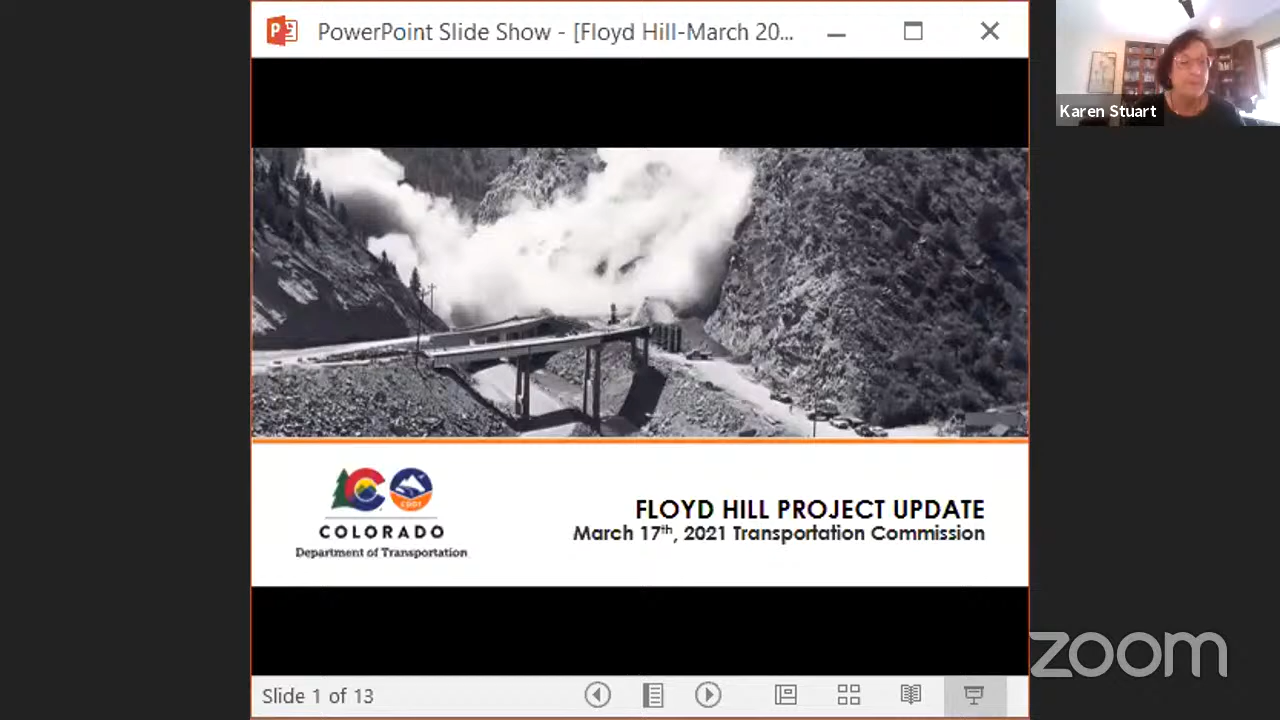 PowerPoint Slide Show - [Floyd Hill-March 20...
Karen Stuart
COLORADO
Department of Transportation
FLOYD HILL PROJECT UPDATE
March 17th, 2021 Transportation Commission
Slide 1 of 13
zoom